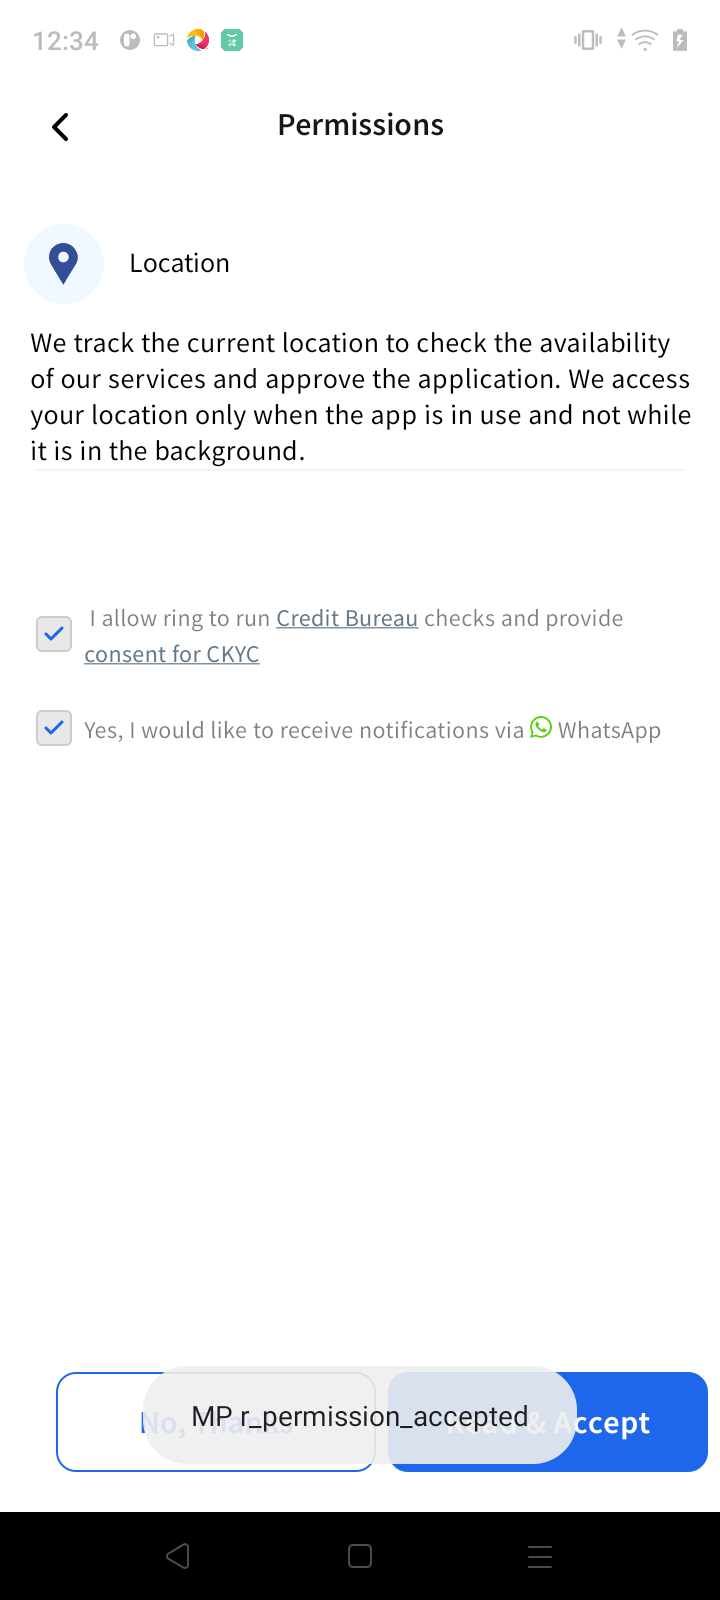 12:34
Permissions
Location
We track the current location to check the availability
of our services and approve the application. We access
your location only when the app is in use and not while
it is in the background.
I allow ring to run Credit Bureau checks and provide
consent for CKYC
Yes, I would like to receive notifications via WhatsApp
No, Thanks
Read & Accept
MP r_permission_accepted